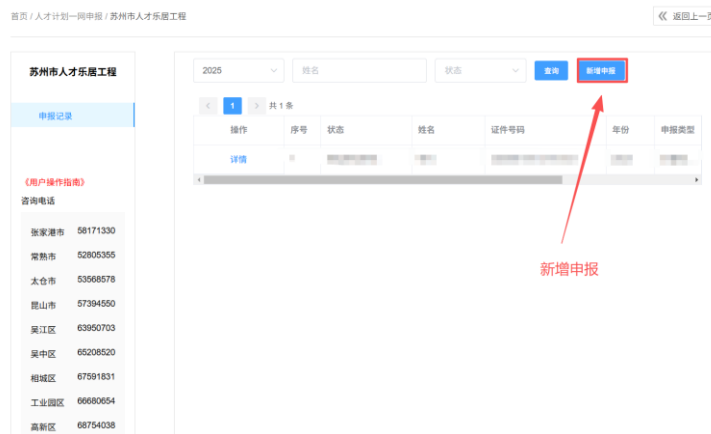 首页 / 人才计划一网申报 / 苏州市人才乐居工程
返回上一页
苏州市人才乐居工程
申报记录
《用户操作指南》
咨询电话
张家港市 58171330
常熟市 52805355
太仓市 53568578
昆山市 57394550
吴江区 63950703
吴中区 65208520
相城区 67591831
工业园区 66680654
高新区 68754038
2025 姓名 状态 查询 新增申报
< 1 > 共 1 条
操作 序号 状态 姓名 证件号码 年份 申报类型
详情
新增申报